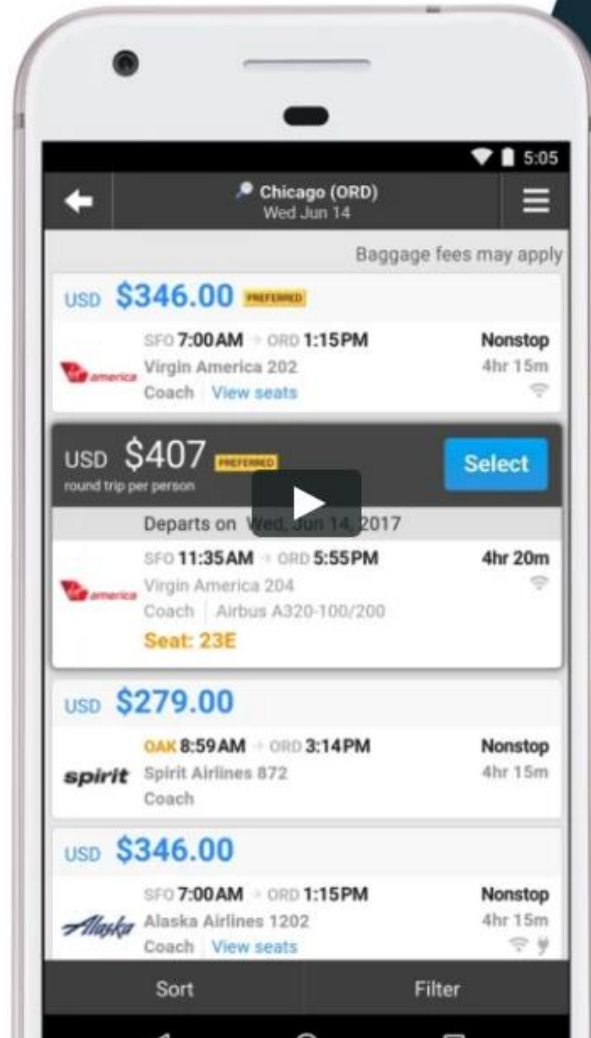 5:05
Chicago (ORD)
Wed Jun 14
Baggage fees may apply
USD $346.00 PREFERRED
SFO 7:00AM → ORD 1:15PM Nonstop
america Virgin America 202 4hr 15m
Coach | View seats
USD $407 PREFERRED Select
round trip per person
Departs on Wed, Jun 14, 2017
SFO 11:35AM → ORD 5:55PM 4hr 20m
america Virgin America 204
Coach | Airbus A320-100/200
Seat: 23E
USD $279.00
OAK 8:59AM → ORD 3:14PM Nonstop
spirit Spirit Airlines 872 4hr 15m
Coach
USD $346.00
SFO 7:00AM → ORD 1:15PM Nonstop
Alaska Alaska Airlines 1202 4hr 15m
Coach | View seats
Sort Filter